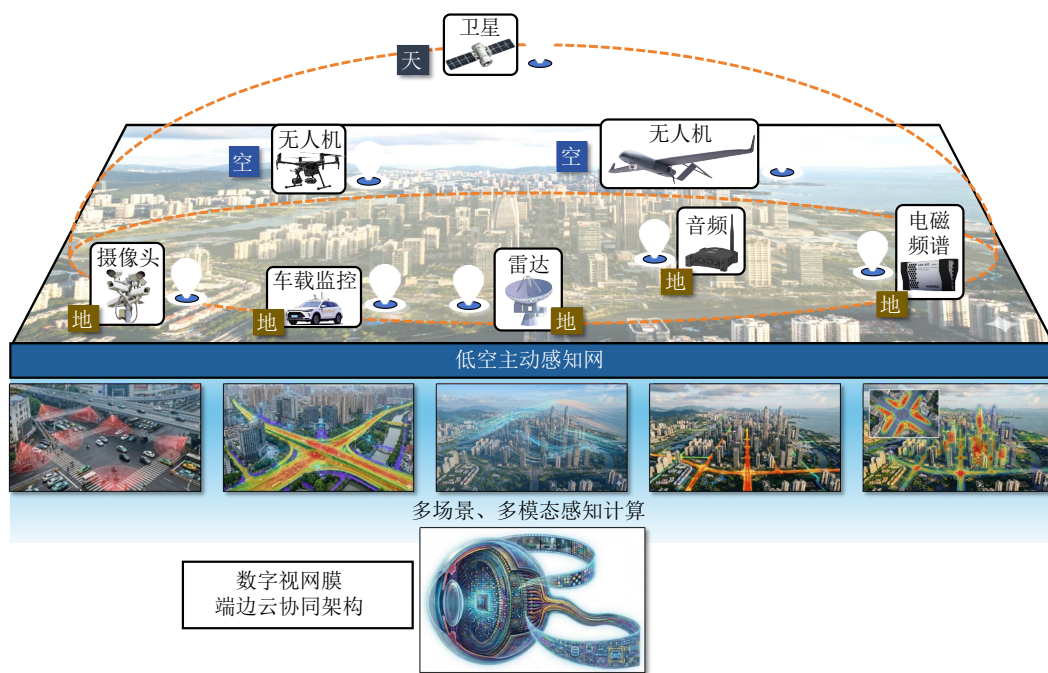 卫星
天
无人机
空
无人机
空
音频
电磁
频谱
摄像头
地
车载监控
地
雷达
地
地
低空主动感知网
多场景、多模态感知计算
数字视网膜
端边云协同架构